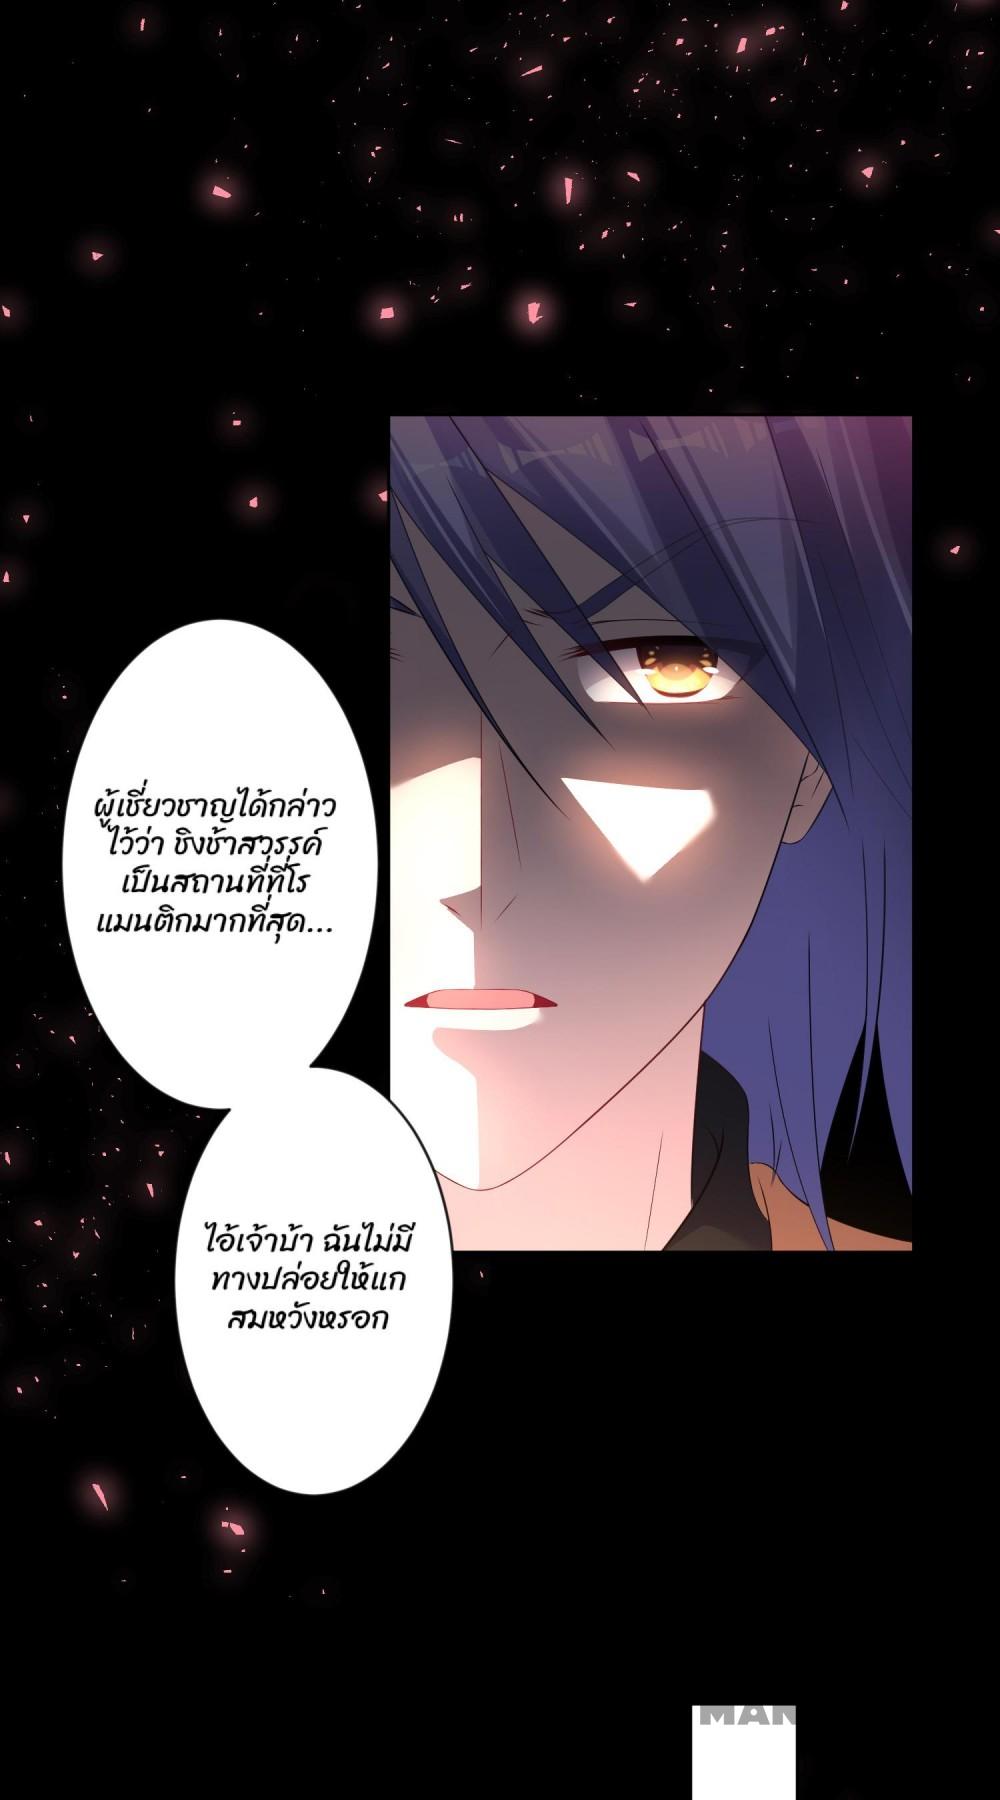 ผู้เชี่ยวชาญได้กล่าว
ไว้ว่า ชิงช้าสวรรค์
เป็นสถานที่ที่โร
แมนติกมากที่สุด...
ไอ้เจ้าบ้า ฉันไม่มี
ทางปล่อยให้แก
สมหวังหรอก
MAN